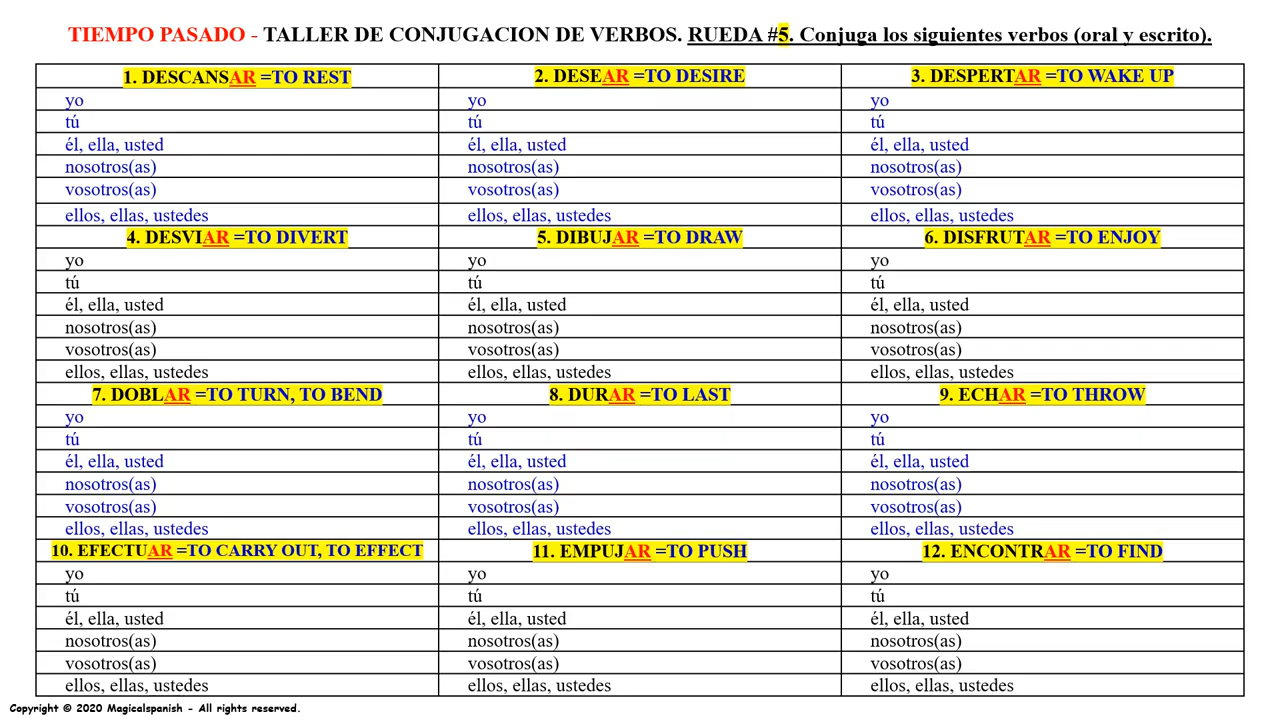 TIEMPO PASADO - TALLER DE CONJUGACION DE VERBOS. RUEDA #5. Conjuga los siguientes verbos (oral y escrito).
1. DESCANSAR =TO REST 2. DESEAR =TO DESIRE 3. DESPERTAR =TO WAKE UP
yo yo yo
tú tú tú
él, ella, usted él, ella, usted él, ella, usted
nosotros(as) nosotros(as) nosotros(as)
vosotros(as) vosotros(as) vosotros(as)
ellos, ellas, ustedes ellos, ellas, ustedes ellos, ellas, ustedes
4. DESVIAR =TO DIVERT 5. DIBUJAR =TO DRAW 6. DISFRUTAR =TO ENJOY
yo yo yo
tú tú tú
él, ella, usted él, ella, usted él, ella, usted
nosotros(as) nosotros(as) nosotros(as)
vosotros(as) vosotros(as) vosotros(as)
ellos, ellas, ustedes ellos, ellas, ustedes ellos, ellas, ustedes
7. DOBLAR =TO TURN, TO BEND 8. DURAR =TO LAST 9. ECHAR =TO THROW
yo yo yo
tú tú tú
él, ella, usted él, ella, usted él, ella, usted
nosotros(as) nosotros(as) nosotros(as)
vosotros(as) vosotros(as) vosotros(as)
ellos, ellas, ustedes ellos, ellas, ustedes ellos, ellas, ustedes
10. EFECTUAR =TO CARRY OUT, TO EFFECT 11. EMPUJAR =TO PUSH 12. ENCONTRAR =TO FIND
yo yo yo
tú tú tú
él, ella, usted él, ella, usted él, ella, usted
nosotros(as) nosotros(as) nosotros(as)
vosotros(as) vosotros(as) vosotros(as)
ellos, ellas, ustedes ellos, ellas, ustedes ellos, ellas, ustedes
Copyright © 2020 Magicalspanish - All rights reserved.